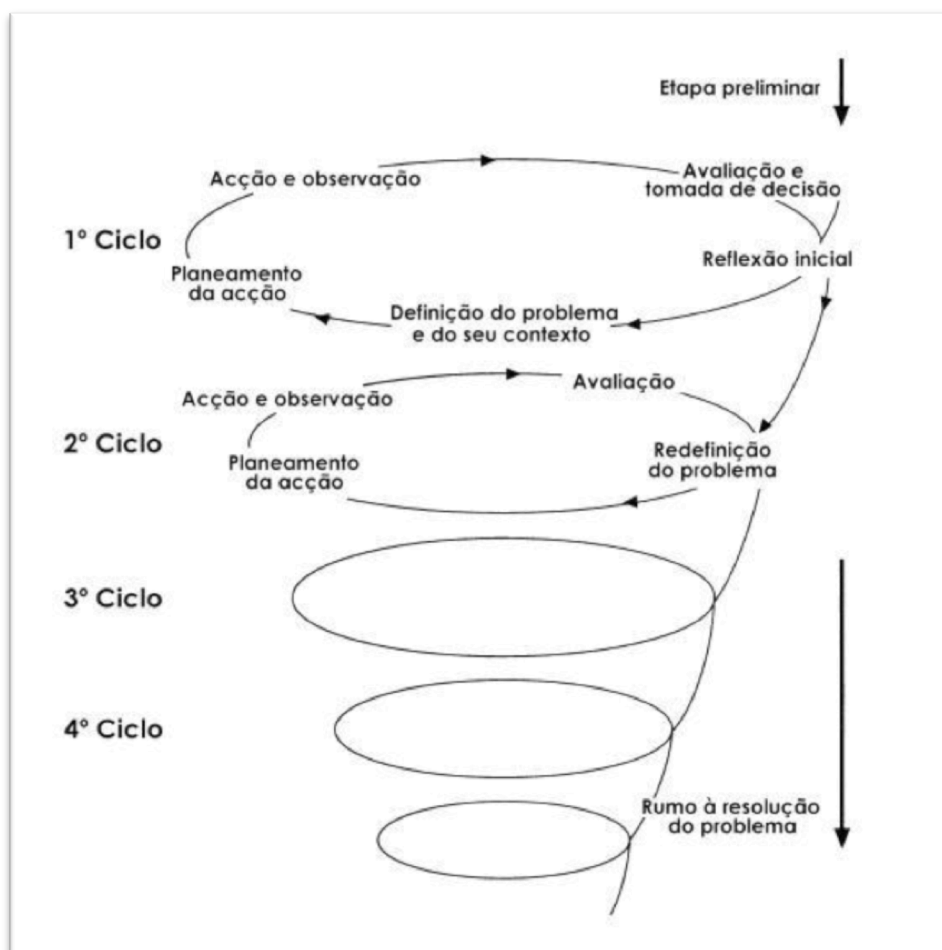 Etapa preliminar
Acção e observação
Avaliação e
tomada de decisão
1º Ciclo
Reflexão inicial
Planeamento
da acção
Definição do problema
e do seu contexto
Acção e observação
Avaliação
2º Ciclo
Planeamento
da acção
Redefinição
do problema
3º Ciclo
4º Ciclo
Rumo à resolução
do problema